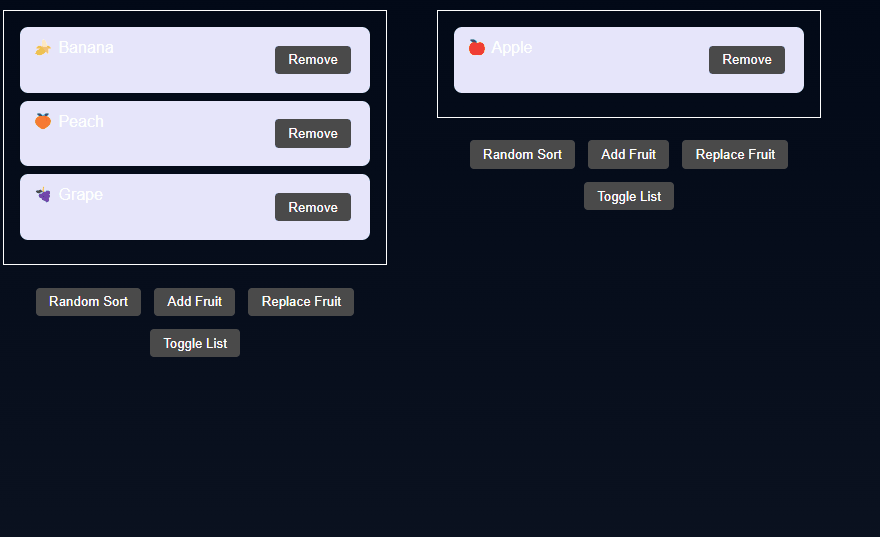 Banana
Remove
Peach
Remove
Grape
Remove
Random Sort Add Fruit Replace Fruit
Toggle List
Apple
Remove
Random Sort Add Fruit Replace Fruit
Toggle List